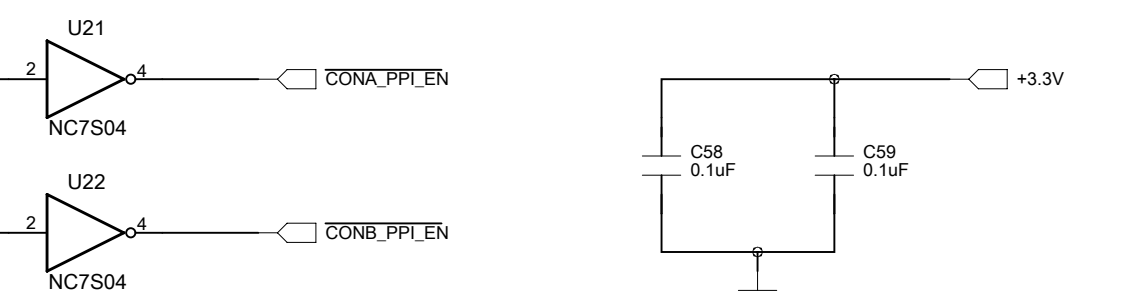 U21
2
4
CONA_PPI_EN
NC7S04
U22
2
4
CONB_PPI_EN
NC7S04
+3.3V
C58
0.1uF
C59
0.1uF